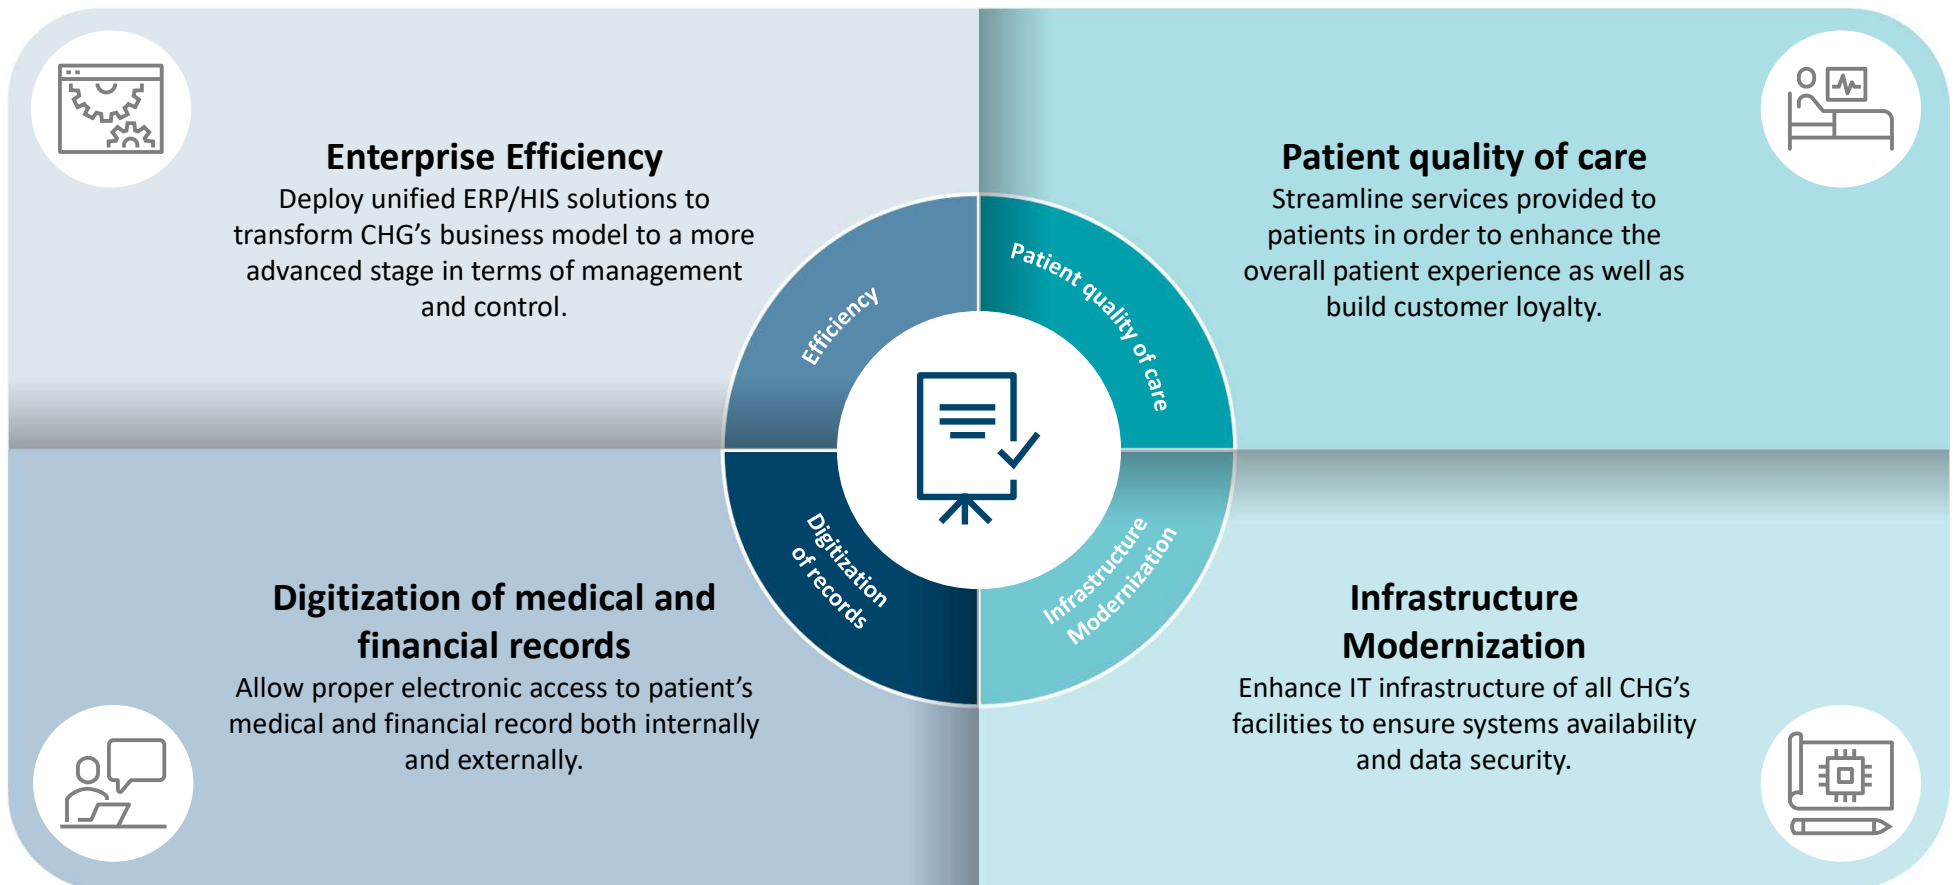 Enterprise Efficiency
Deploy unified ERP/HIS solutions to
transform CHG’s business model to a more
advanced stage in terms of management
and control.
Patient quality of care
Streamline services provided to
patients in order to enhance the
overall patient experience as well as
build customer loyalty.
Efficiency
Patient quality of care
Digitization
of records
Infrastructure
Modernization
Digitization of medical and
financial records
Allow proper electronic access to patient’s
medical and financial record both internally
and externally.
Infrastructure
Modernization
Enhance IT infrastructure of all CHG’s
facilities to ensure systems availability
and data security.